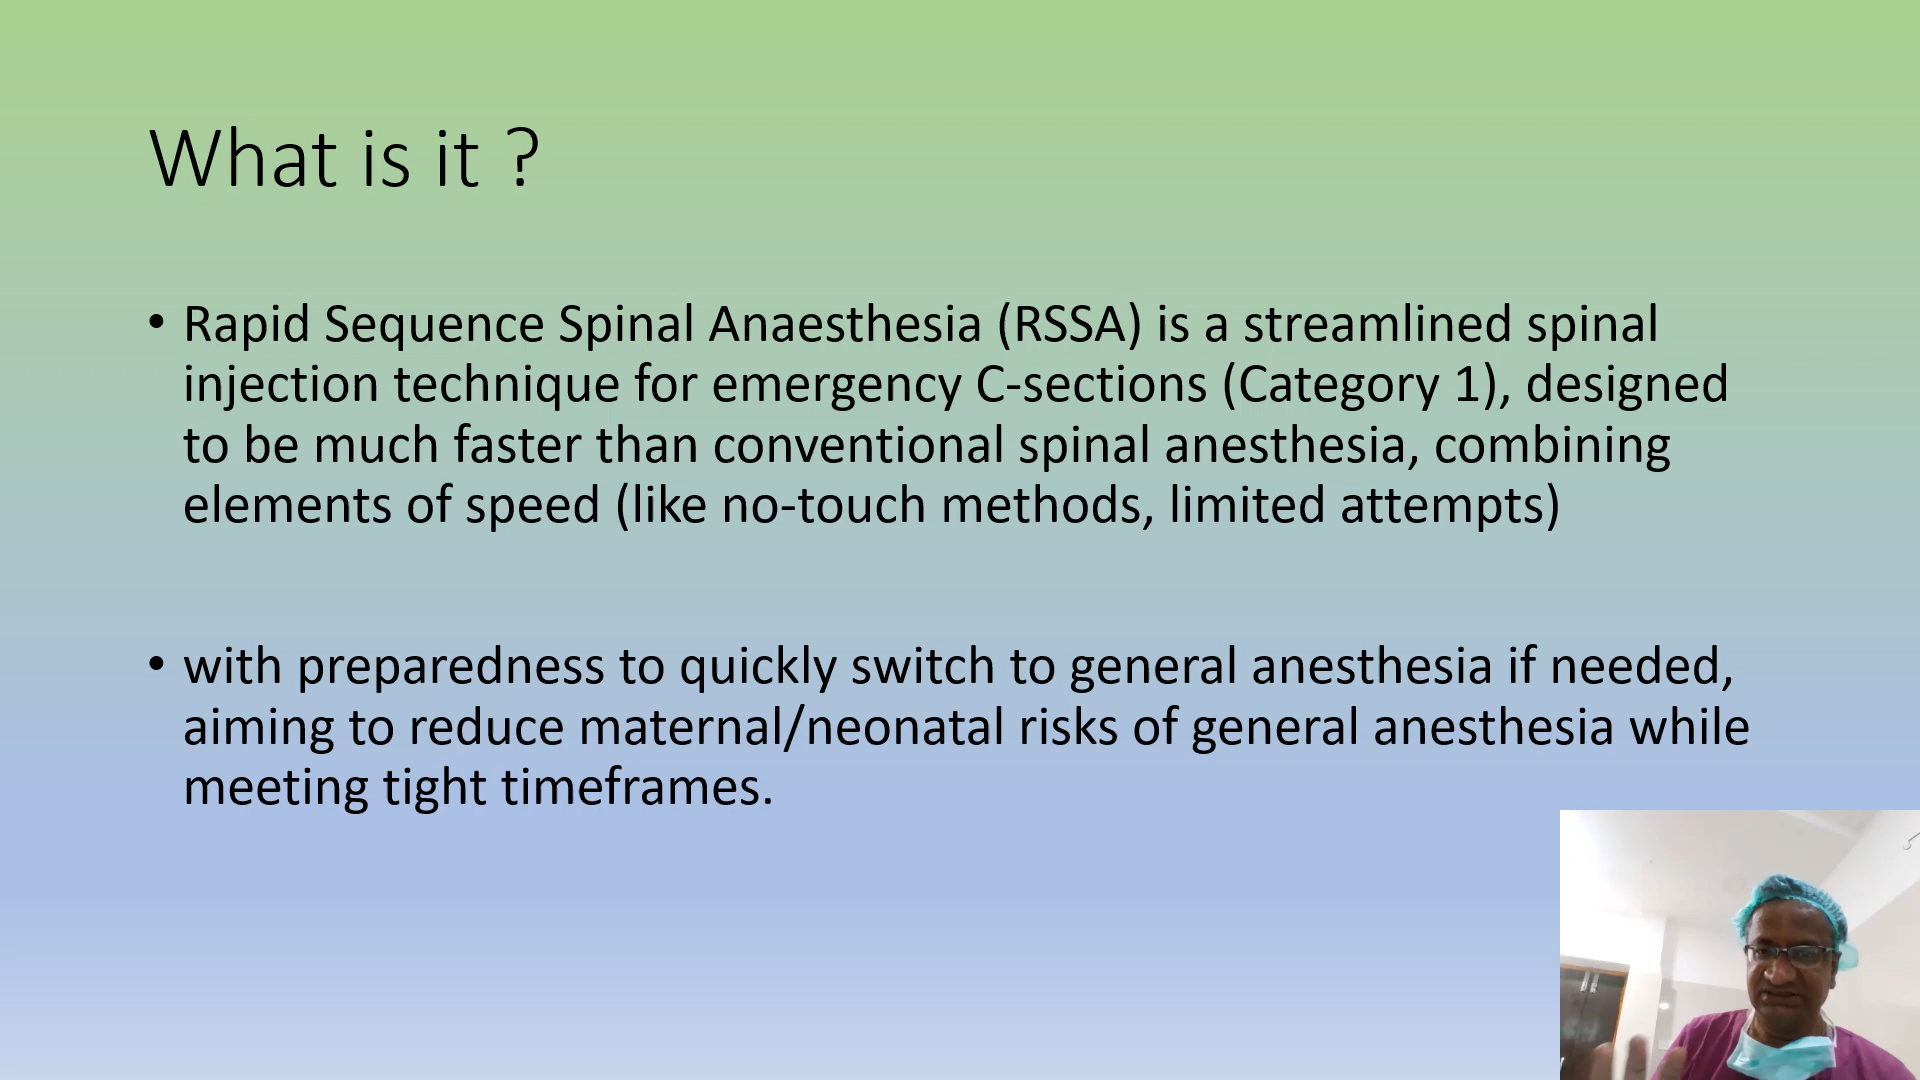 What is it ?
• Rapid Sequence Spinal Anaesthesia (RSSA) is a streamlined spinal
injection technique for emergency C-sections (Category 1), designed
to be much faster than conventional spinal anesthesia, combining
elements of speed (like no-touch methods, limited attempts)
• with preparedness to quickly switch to general anesthesia if needed,
aiming to reduce maternal/neonatal risks of general anesthesia while
meeting tight timeframes.